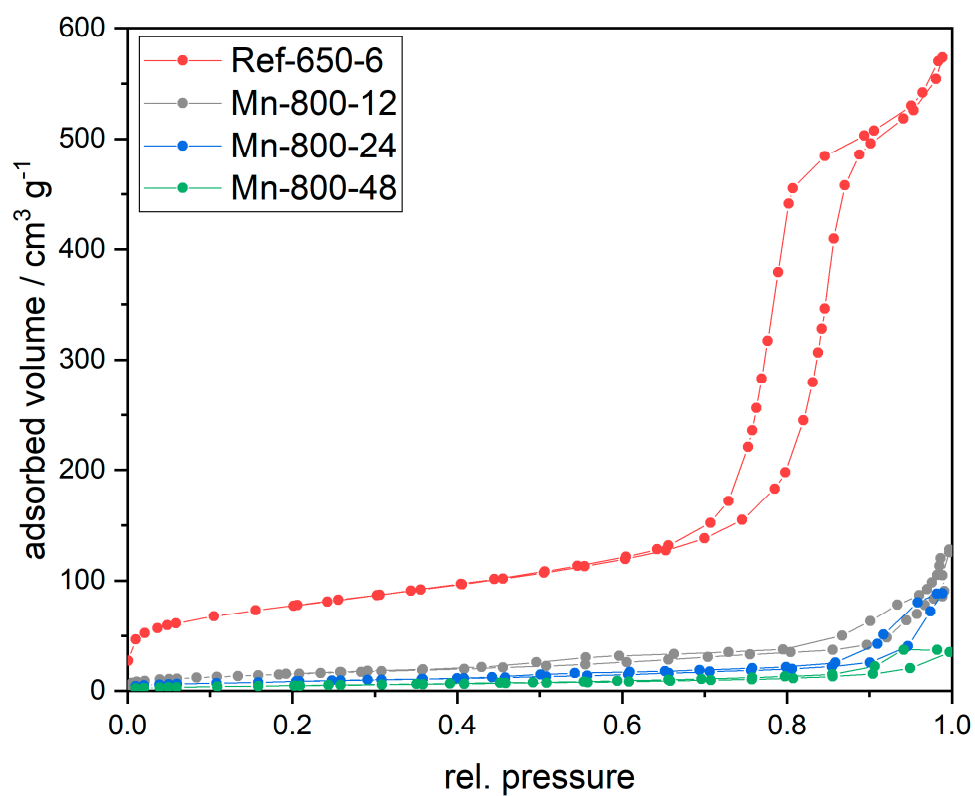 600
500
400
300
200
100
0
adsorbed volume / cm³ g⁻¹
Ref-650-6
Mn-800-12
Mn-800-24
Mn-800-48
0.0 0.2 0.4 0.6 0.8 1.0
rel. pressure